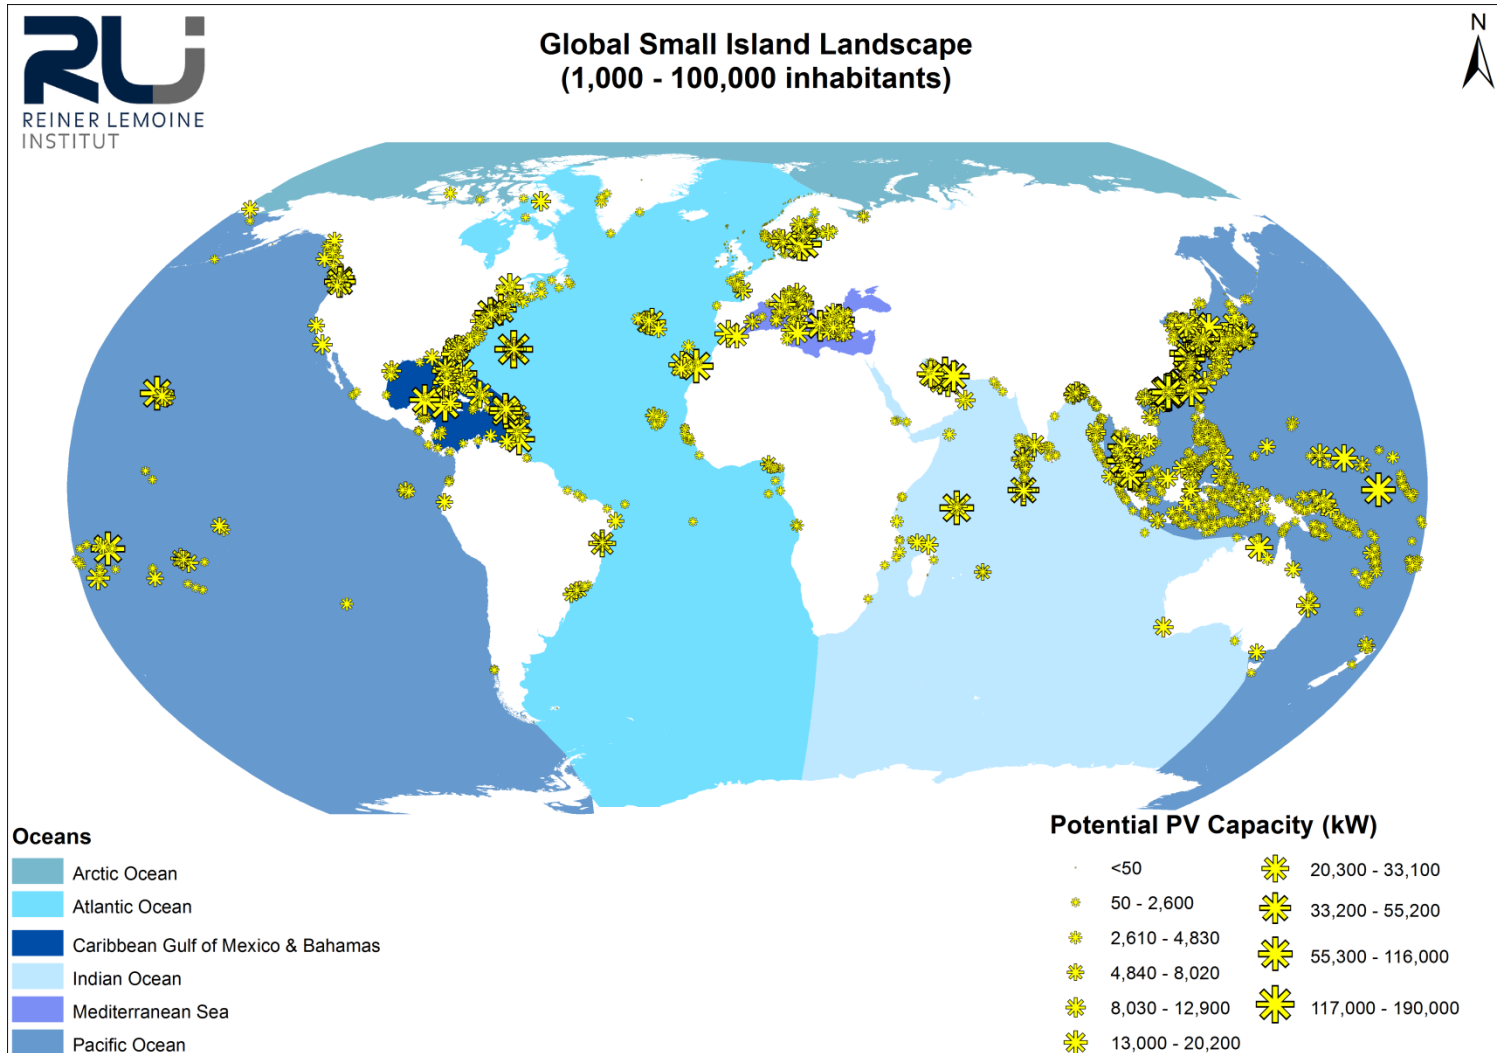 RLI
REINER LEMOINE
INSTITUT
Global Small Island Landscape
(1,000 - 100,000 inhabitants)
N
Oceans
Arctic Ocean
Atlantic Ocean
Caribbean Gulf of Mexico & Bahamas
Indian Ocean
Mediterranean Sea
Pacific Ocean
Potential PV Capacity (kW)
<50
50 - 2,600
2,610 - 4,830
4,840 - 8,020
8,030 - 12,900
13,000 - 20,200
20,300 - 33,100
33,200 - 55,200
55,300 - 116,000
117,000 - 190,000